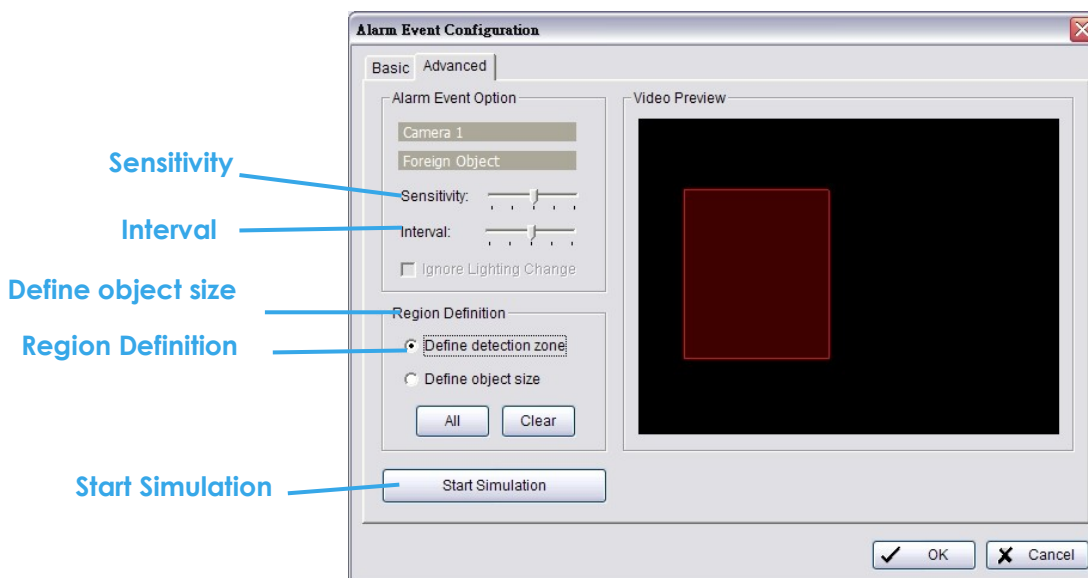 Alarm Event Configuration
Basic
Advanced
Alarm Event Option
Camera 1
Foreign Object
Sensitivity:
Interval:
Ignore Lighting Change
Region Definition
Define detection zone
Define object size
All
Clear
Start Simulation
Video Preview
OK
Cancel
Sensitivity
Interval
Define object size
Region Definition
Start Simulation